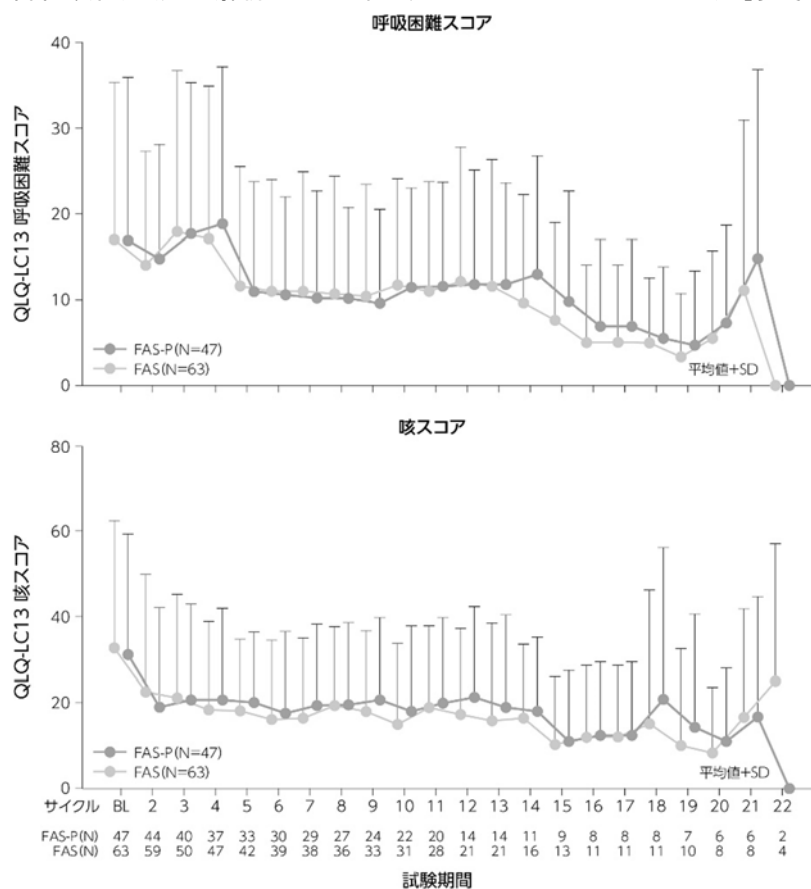 呼吸困難スコア
QLQ-LC13 呼吸困難スコア
40
30
20
10
0
FAS-P(N=47)
FAS(N=63)
平均値+SD
咳スコア
QLQ-LC13 咳スコア
80
60
40
20
0
FAS-P(N=47)
FAS(N=63)
平均値+SD
サイクル BL 2 3 4 5 6 7 8 9 10 11 12 13 14 15 16 17 18 19 20 21 22
FAS-P(N) 47 44 40 37 33 30 29 27 24 22 20 14 14 11 9 8 8 8 7 6 6 2
FAS(N) 63 59 50 47 42 39 38 36 33 31 28 21 21 16 13 11 11 11 10 8 8 4
試験期間